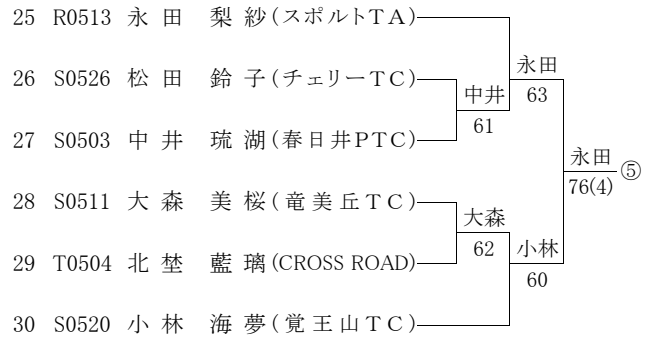 25 R0513 永田 梨紗(スポルトTA)
永田
26 S0526 松田 鈴子(チェリーTC)
中井
63
61
27 S0503 中井 琉湖(春日井PTC)
永田
⑤
76(4)
28 S0511 大森 美桜(竜美丘TC)
大森
62
小林
29 T0504 北埜 藍璃(CROSS ROAD)
60
30 S0520 小林 海夢(覚王山TC)